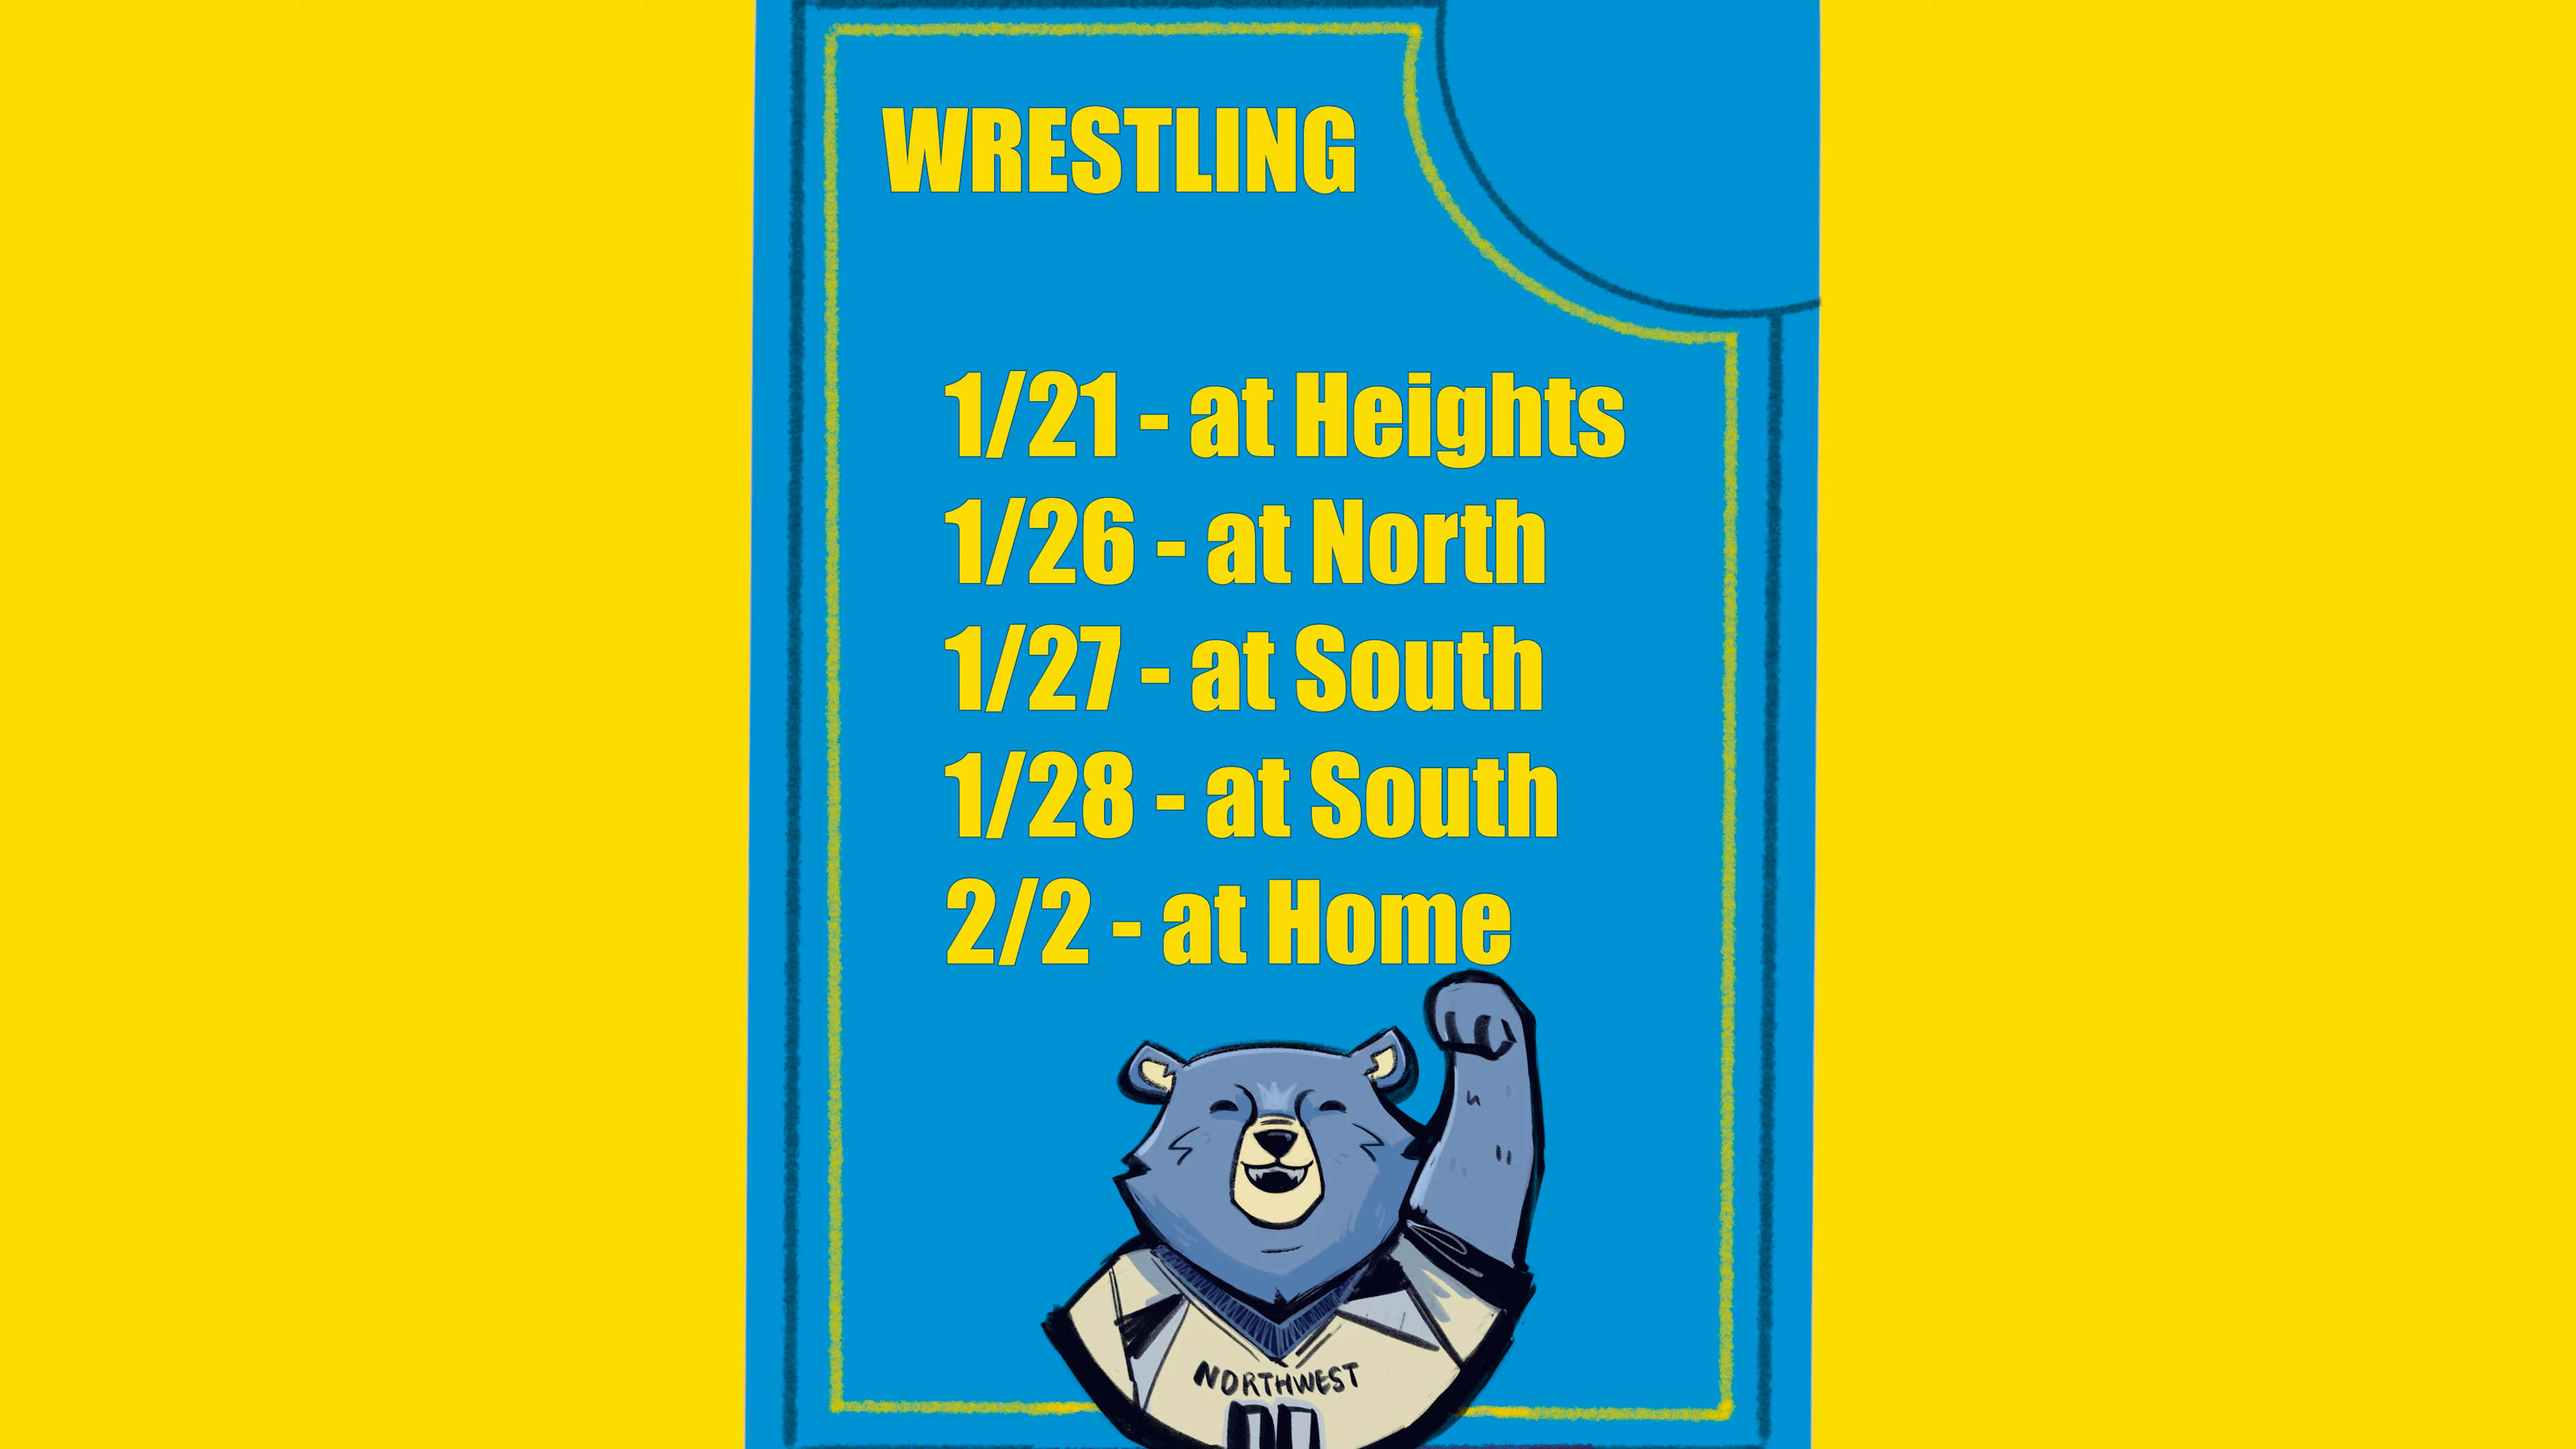 WRESTLING
1/21 - at Heights
1/26 - at North
1/27 - at South
1/28 - at South
2/2 - at Home
NORTHWEST